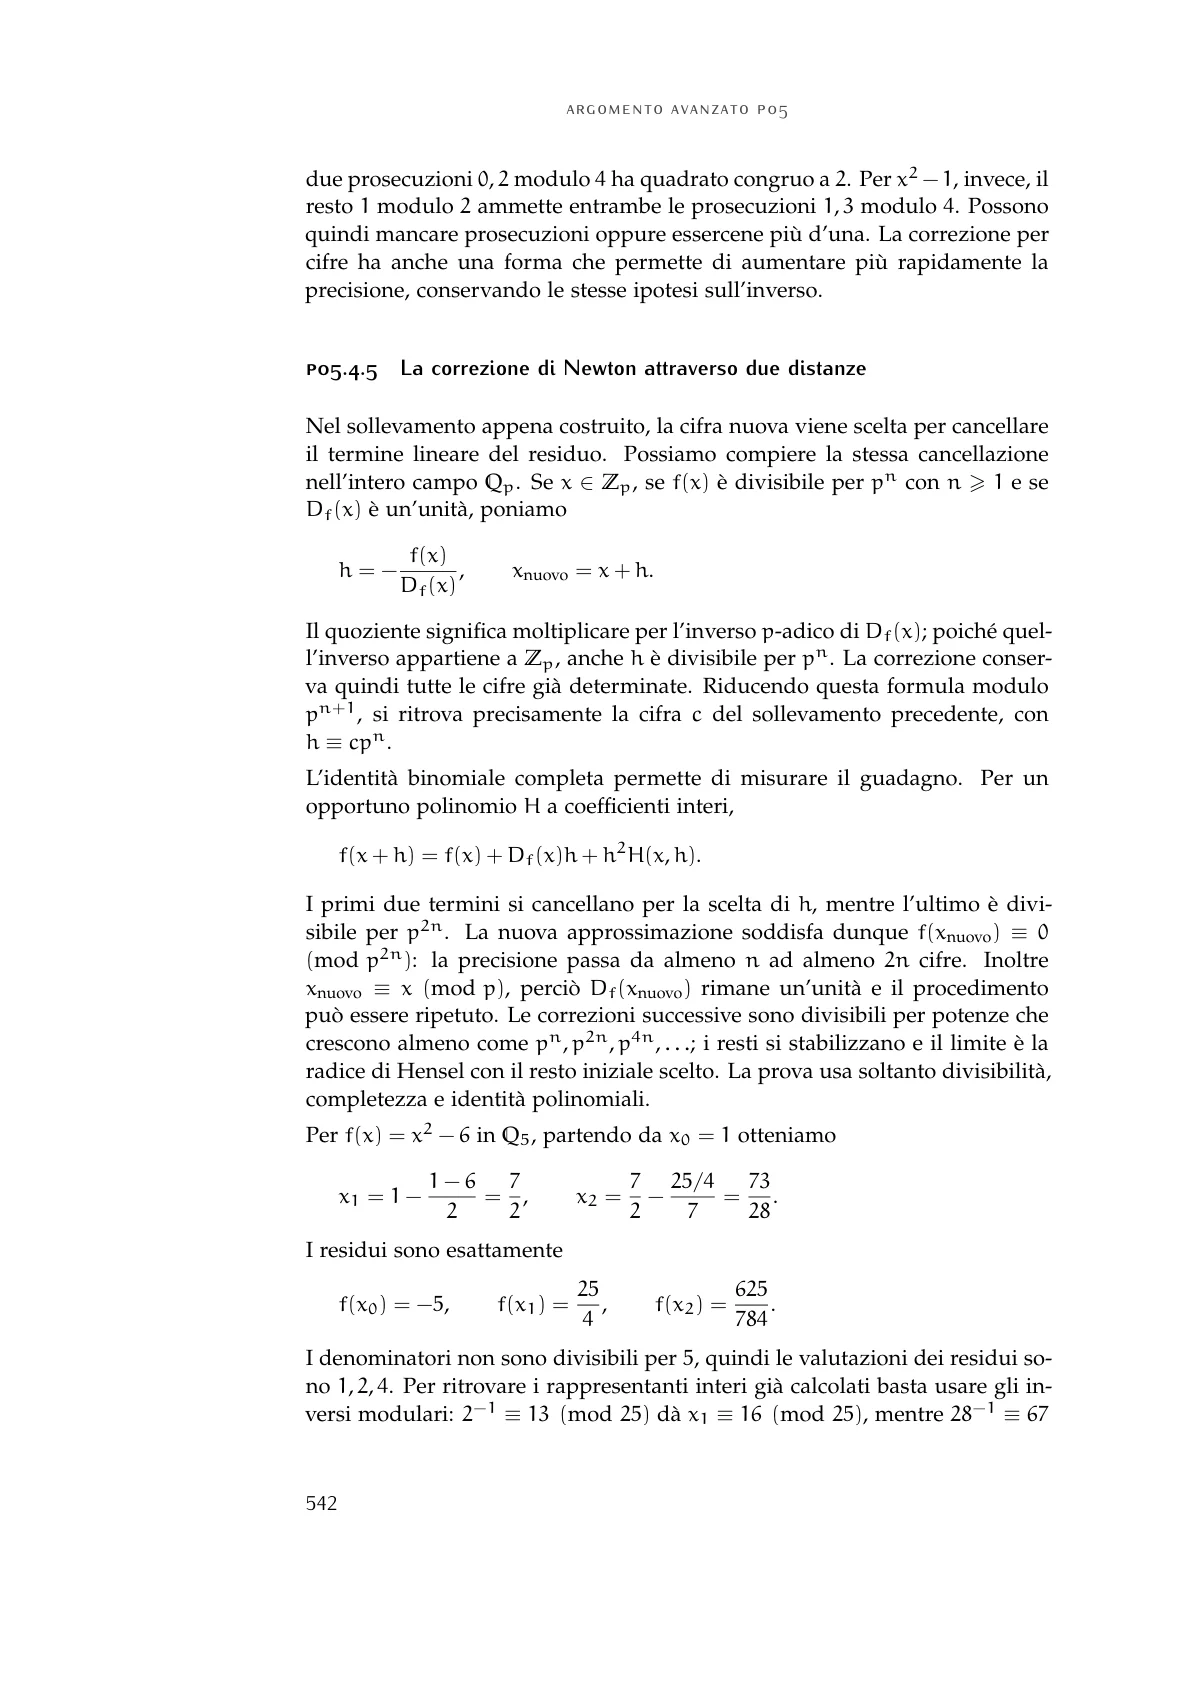 ARGOMENTO AVANZATO P05
due prosecuzioni 0, 2 modulo 4 ha quadrato congruo a 2. Per x² − 1, invece, il
resto 1 modulo 2 ammette entrambe le prosecuzioni 1, 3 modulo 4. Possono
quindi mancare prosecuzioni oppure essercene più d'una. La correzione per
cifre ha anche una forma che permette di aumentare più rapidamente la
precisione, conservando le stesse ipotesi sull'inverso.
P05.4.5 La correzione di Newton attraverso due distanze
Nel sollevamento appena costruito, la cifra nuova viene scelta per cancellare
il termine lineare del residuo. Possiamo compiere la stessa cancellazione
nell'intero campo Q_p. Se x ∈ ℤ_p, se f(x) è divisibile per pⁿ con n ⩾ 1 e se
D_f(x) è un'unità, poniamo
h = − f(x)/D_f(x), x_nuovo = x + h.
Il quoziente significa moltiplicare per l'inverso p-adico di D_f(x); poiché quel-
l'inverso appartiene a ℤ_p, anche h è divisibile per pⁿ. La correzione conser-
va quindi tutte le cifre già determinate. Riducendo questa formula modulo
pⁿ⁺¹, si ritrova precisamente la cifra c del sollevamento precedente, con
h ≡ cpⁿ.
L'identità binomiale completa permette di misurare il guadagno. Per un
opportuno polinomio H a coefficienti interi,
f(x + h) = f(x) + D_f(x)h + h²H(x, h).
I primi due termini si cancellano per la scelta di h, mentre l'ultimo è divi-
sibile per p²ⁿ. La nuova approssimazione soddisfa dunque f(x_nuovo) ≡ 0
(mod p²ⁿ): la precisione passa da almeno n ad almeno 2n cifre. Inoltre
x_nuovo ≡ x (mod p), perciò D_f(x_nuovo) rimane un'unità e il procedimento
può essere ripetuto. Le correzioni successive sono divisibili per potenze che
crescono almeno come pⁿ, p²ⁿ, p⁴ⁿ, . . .; i resti si stabilizzano e il limite è la
radice di Hensel con il resto iniziale scelto. La prova usa soltanto divisibilità,
completezza e identità polinomiali.
Per f(x) = x² − 6 in Q₅, partendo da x₀ = 1 otteniamo
x₁ = 1 − (1 − 6)/2 = 7/2, x₂ = 7/2 − (25/4)/7 = 73/28.
I residui sono esattamente
f(x₀) = −5, f(x₁) = 25/4, f(x₂) = 625/784.
I denominatori non sono divisibili per 5, quindi le valutazioni dei residui so-
no 1, 2, 4. Per ritrovare i rappresentanti interi già calcolati basta usare gli in-
versi modulari: 2⁻¹ ≡ 13 (mod 25) dà x₁ ≡ 16 (mod 25), mentre 28⁻¹ ≡ 67
542